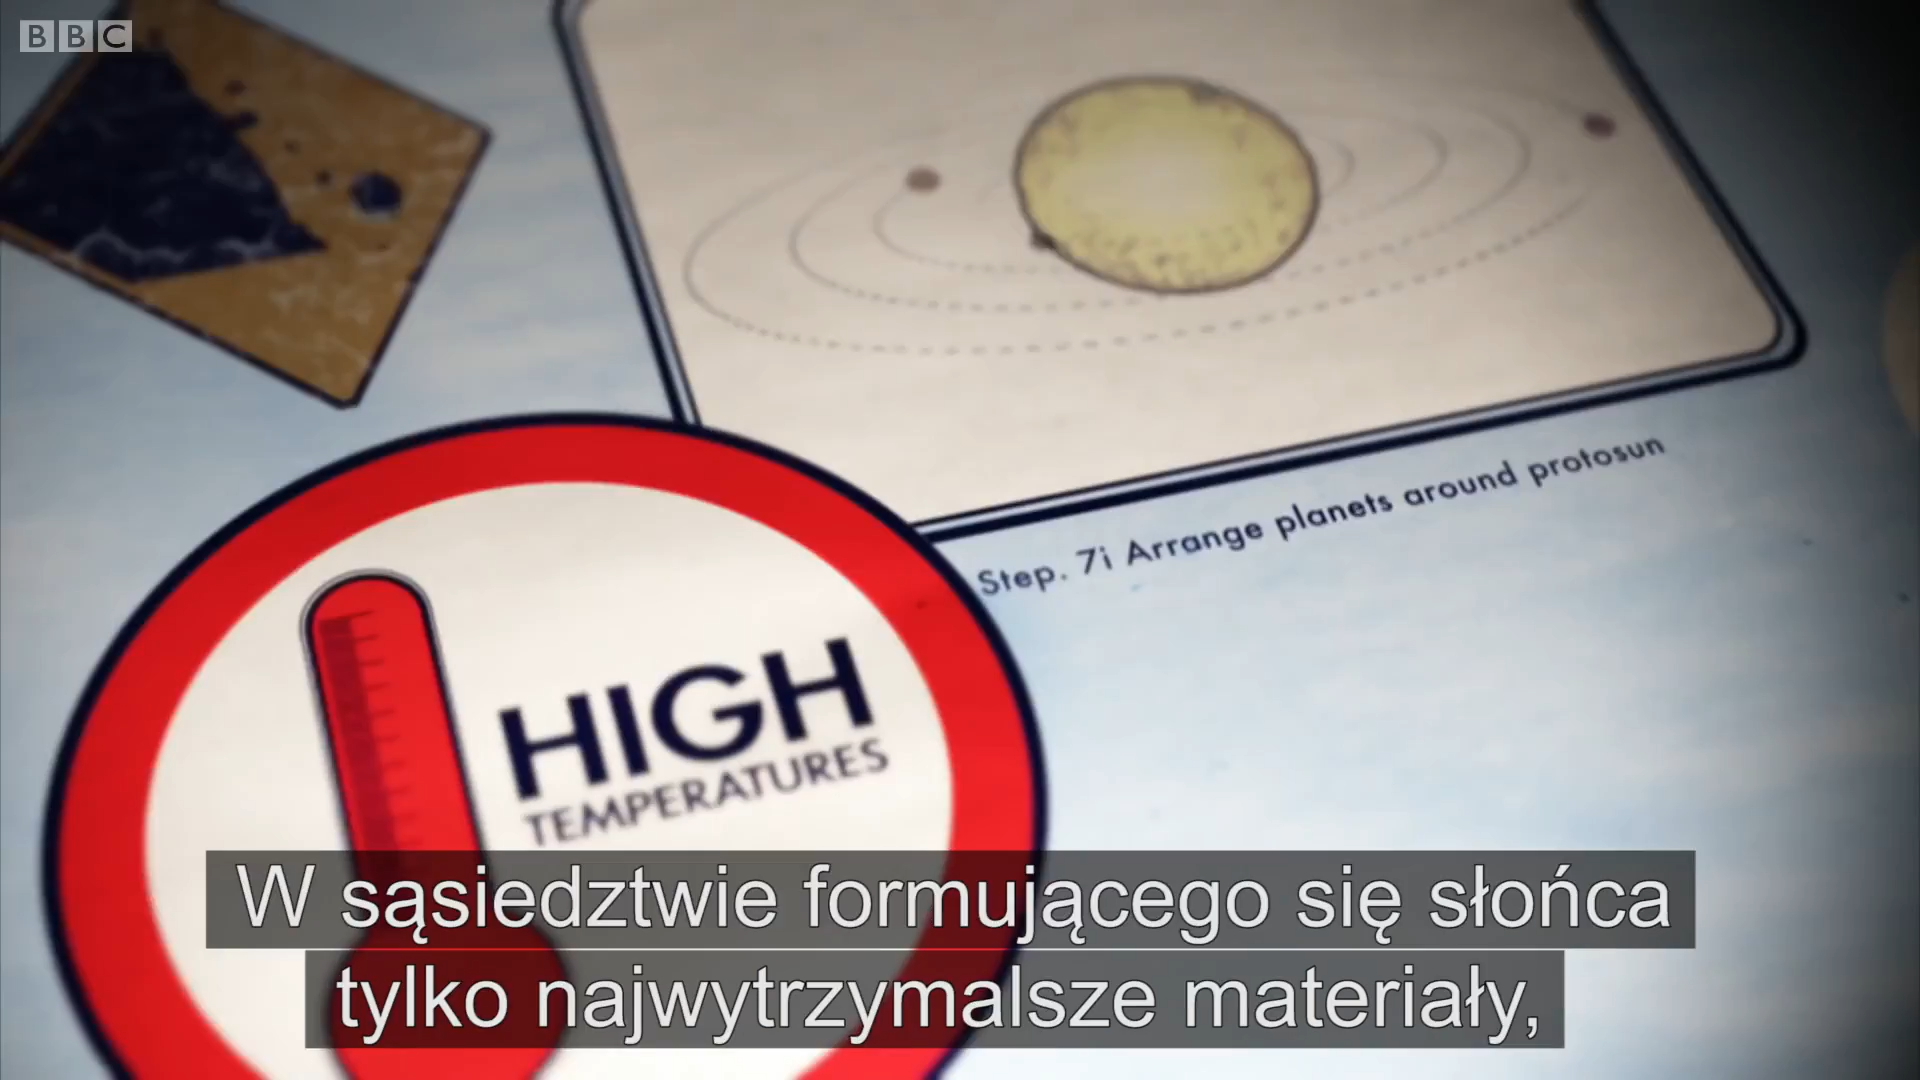 BBC
Step. 7i Arrange planets around protosun
HIGH
TEMPERATURES
W sąsiedztwie formującego się słońca
tylko najwytrzymalsze materiały,